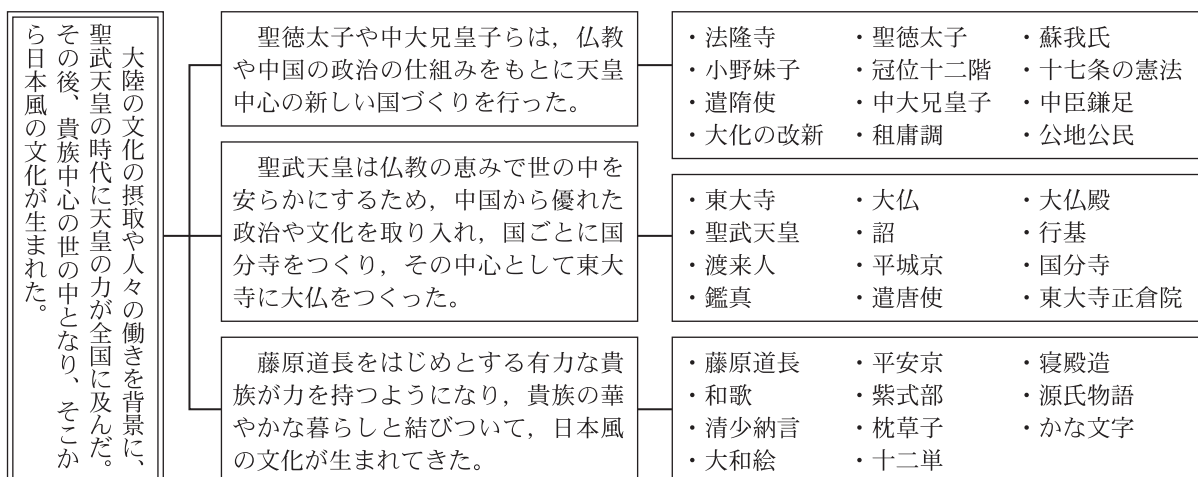 大陸の文化の摂取や人々の働きを背景に、
聖武天皇の時代に天皇の力が全国に及んだ。
その後、貴族中心の世の中となり、そこか
ら日本風の文化が生まれた。
聖徳太子や中大兄皇子らは，仏教
や中国の政治の仕組みをもとに天皇
中心の新しい国づくりを行った。
・法隆寺 ・聖徳太子 ・蘇我氏
・小野妹子 ・冠位十二階 ・十七条の憲法
・遣隋使 ・中大兄皇子 ・中臣鎌足
・大化の改新 ・租庸調 ・公地公民
聖武天皇は仏教の恵みで世の中を
安らかにするため，中国から優れた
政治や文化を取り入れ，国ごとに国
分寺をつくり，その中心として東大
寺に大仏をつくった。
・東大寺 ・大仏 ・大仏殿
・聖武天皇 ・詔 ・行基
・渡来人 ・平城京 ・国分寺
・鑑真 ・遣唐使 ・東大寺正倉院
藤原道長をはじめとする有力な貴
族が力を持つようになり，貴族の華
やかな暮らしと結びついて，日本風
の文化が生まれてきた。
・藤原道長 ・平安京 ・寝殿造
・和歌 ・紫式部 ・源氏物語
・清少納言 ・枕草子 ・かな文字
・大和絵 ・十二単